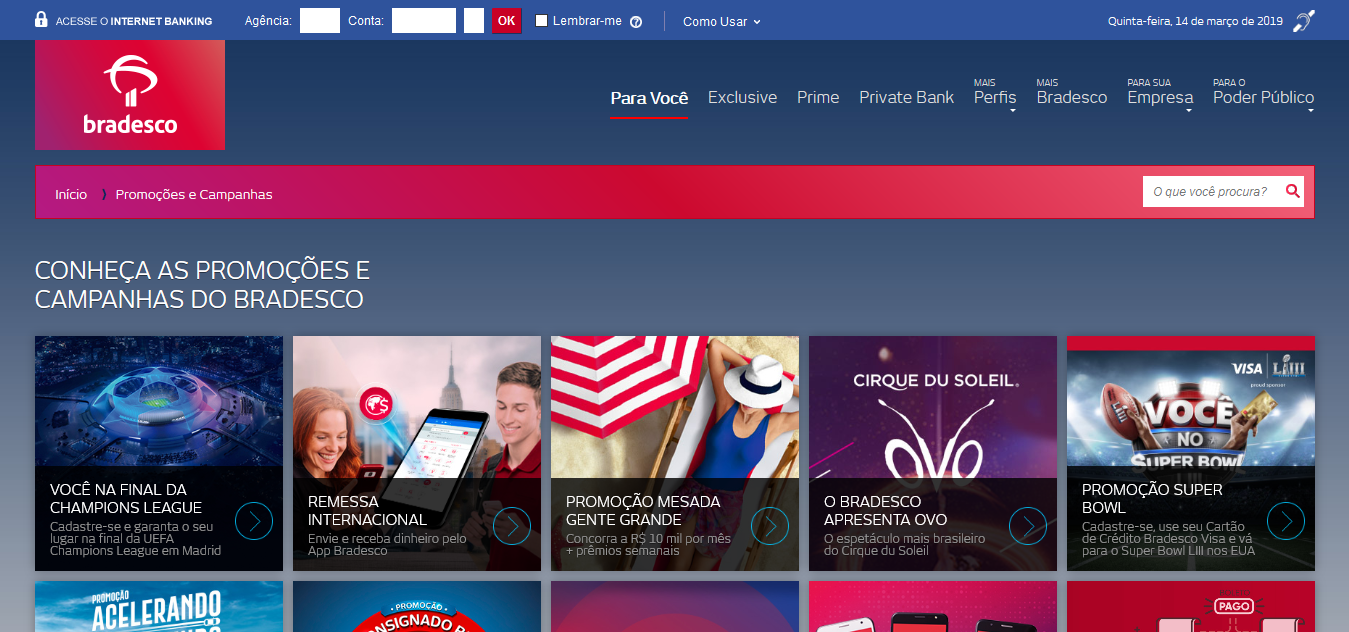 ACESSE O INTERNET BANKING
Agência:
Conta:
OK
Lembrar-me
?
Como Usar
Quinta-feira, 14 de março de 2019
bradesco
Para Você
Exclusive
Prime
Private Bank
MAIS
Perfis
MAIS
Bradesco
PARA SUA
Empresa
PARA O
Poder Público
Início
Promoções e Campanhas
O que você procura?
CONHEÇA AS PROMOÇÕES E
CAMPANHAS DO BRADESCO
VOCÊ NA FINAL DA
CHAMPIONS LEAGUE
Cadastre-se e garanta o seu
lugar na final da UEFA
Champions League em Madrid
$
REMESSA
INTERNACIONAL
Envie e receba dinheiro pelo
App Bradesco
PROMOÇÃO MESADA
GENTE GRANDE
Concorra a R$ 10 mil por mês
+ prêmios semanais
CIRQUE DU SOLEIL.
O BRADESCO
APRESENTA OVO
O espetáculo mais brasileiro
do Cirque du Soleil
VISA
LIII
proud sponsor
VOCÊ
NO
SUPER BOWL
PROMOÇÃO SUPER
BOWL
Cadastre-se, use seu Cartão
de Crédito Bradesco Visa e vá
para o Super Bowl LIII nos EUA
PROMOÇÃO
ACELERANDO
PROMOÇÃO
PAGO